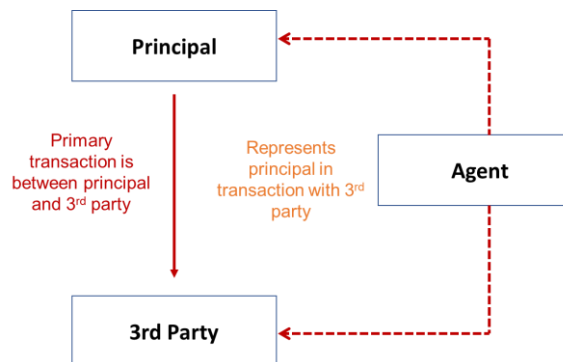 Principal
Primary
transaction is
between principal
and 3rd party
Represents
principal in
transaction with 3rd
party
Agent
3rd Party